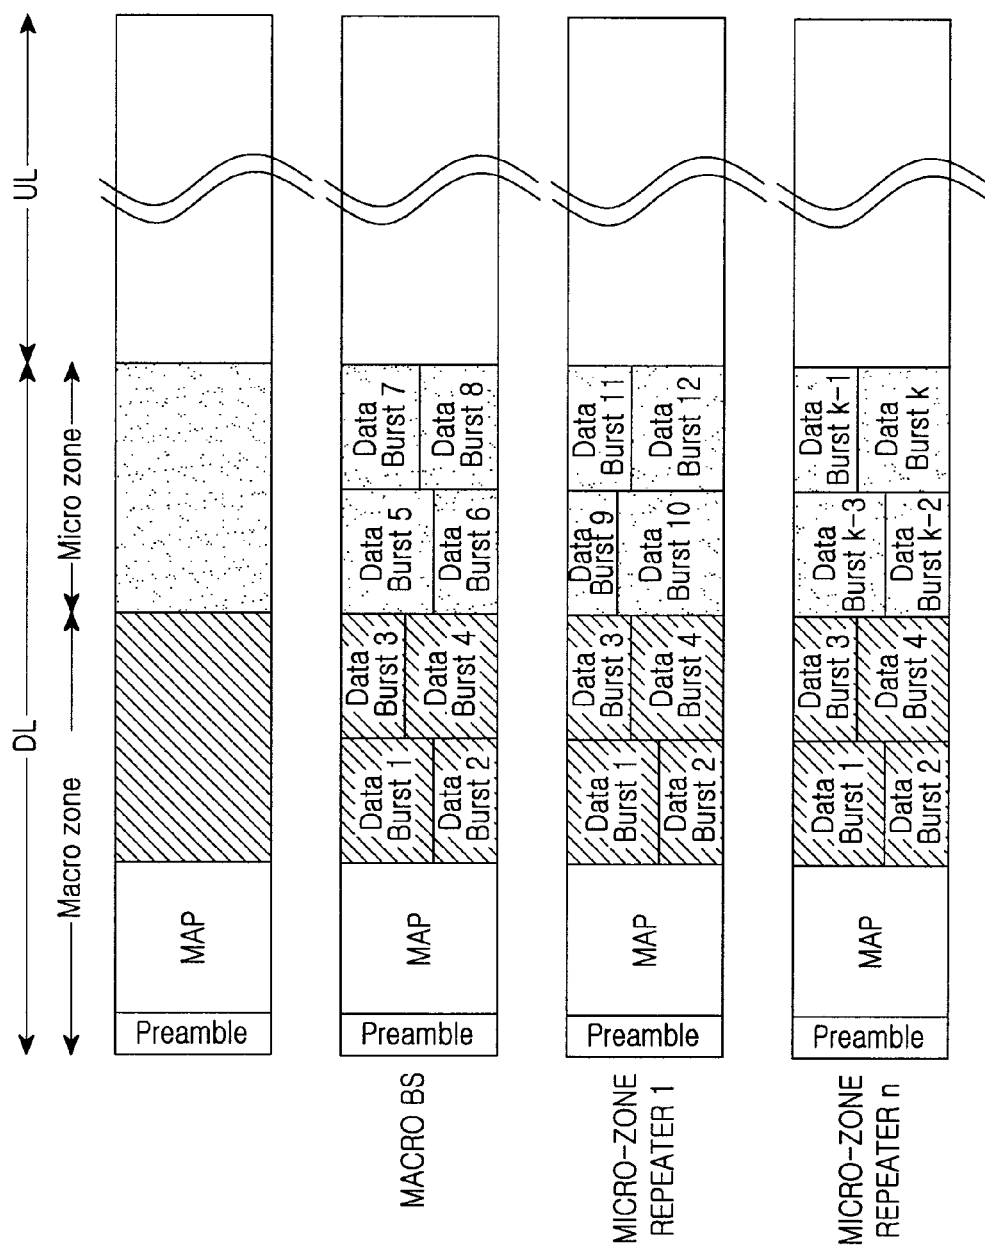 DL
UL
Macro zone
Micro zone
Preamble
MAP
MACRO BS
Preamble
MAP
Data
Burst 1
Data
Burst 2
Data
Burst 3
Data
Burst 4
Data
Burst 5
Data
Burst 6
Data
Burst 7
Data
Burst 8
MICRO-ZONE
REPEATER 1
Preamble
MAP
Data
Burst 1
Data
Burst 2
Data
Burst 3
Data
Burst 4
Data
Burst 9
Data
Burst 10
Data
Burst 11
Data
Burst 12
MICRO-ZONE
REPEATER n
Preamble
MAP
Data
Burst 1
Data
Burst 2
Data
Burst 3
Data
Burst 4
Data
Burst k-3
Data
Burst k-2
Data
Burst k-1
Data
Burst k